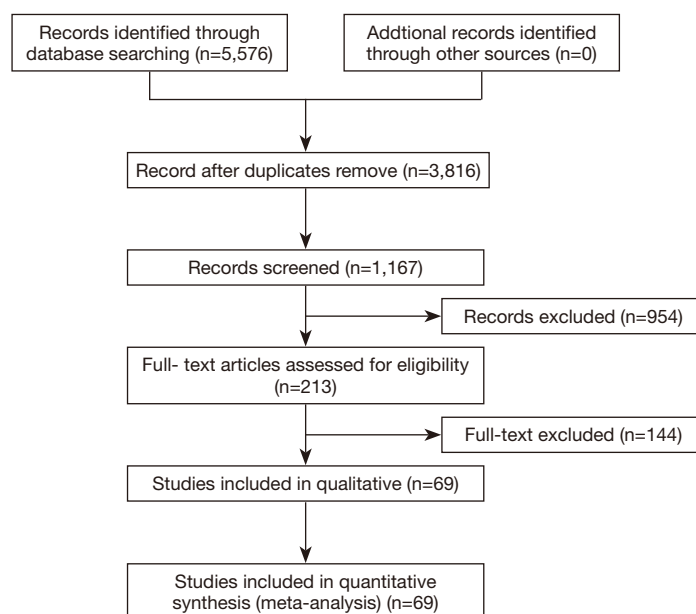 Records identified through
database searching (n=5,576)
Addtional records identified
through other sources (n=0)
Record after duplicates remove (n=3,816)
Records screened (n=1,167)
Records excluded (n=954)
Full- text articles assessed for eligibility
(n=213)
Full-text excluded (n=144)
Studies included in qualitative (n=69)
Studies included in quantitative
synthesis (meta-analysis) (n=69)